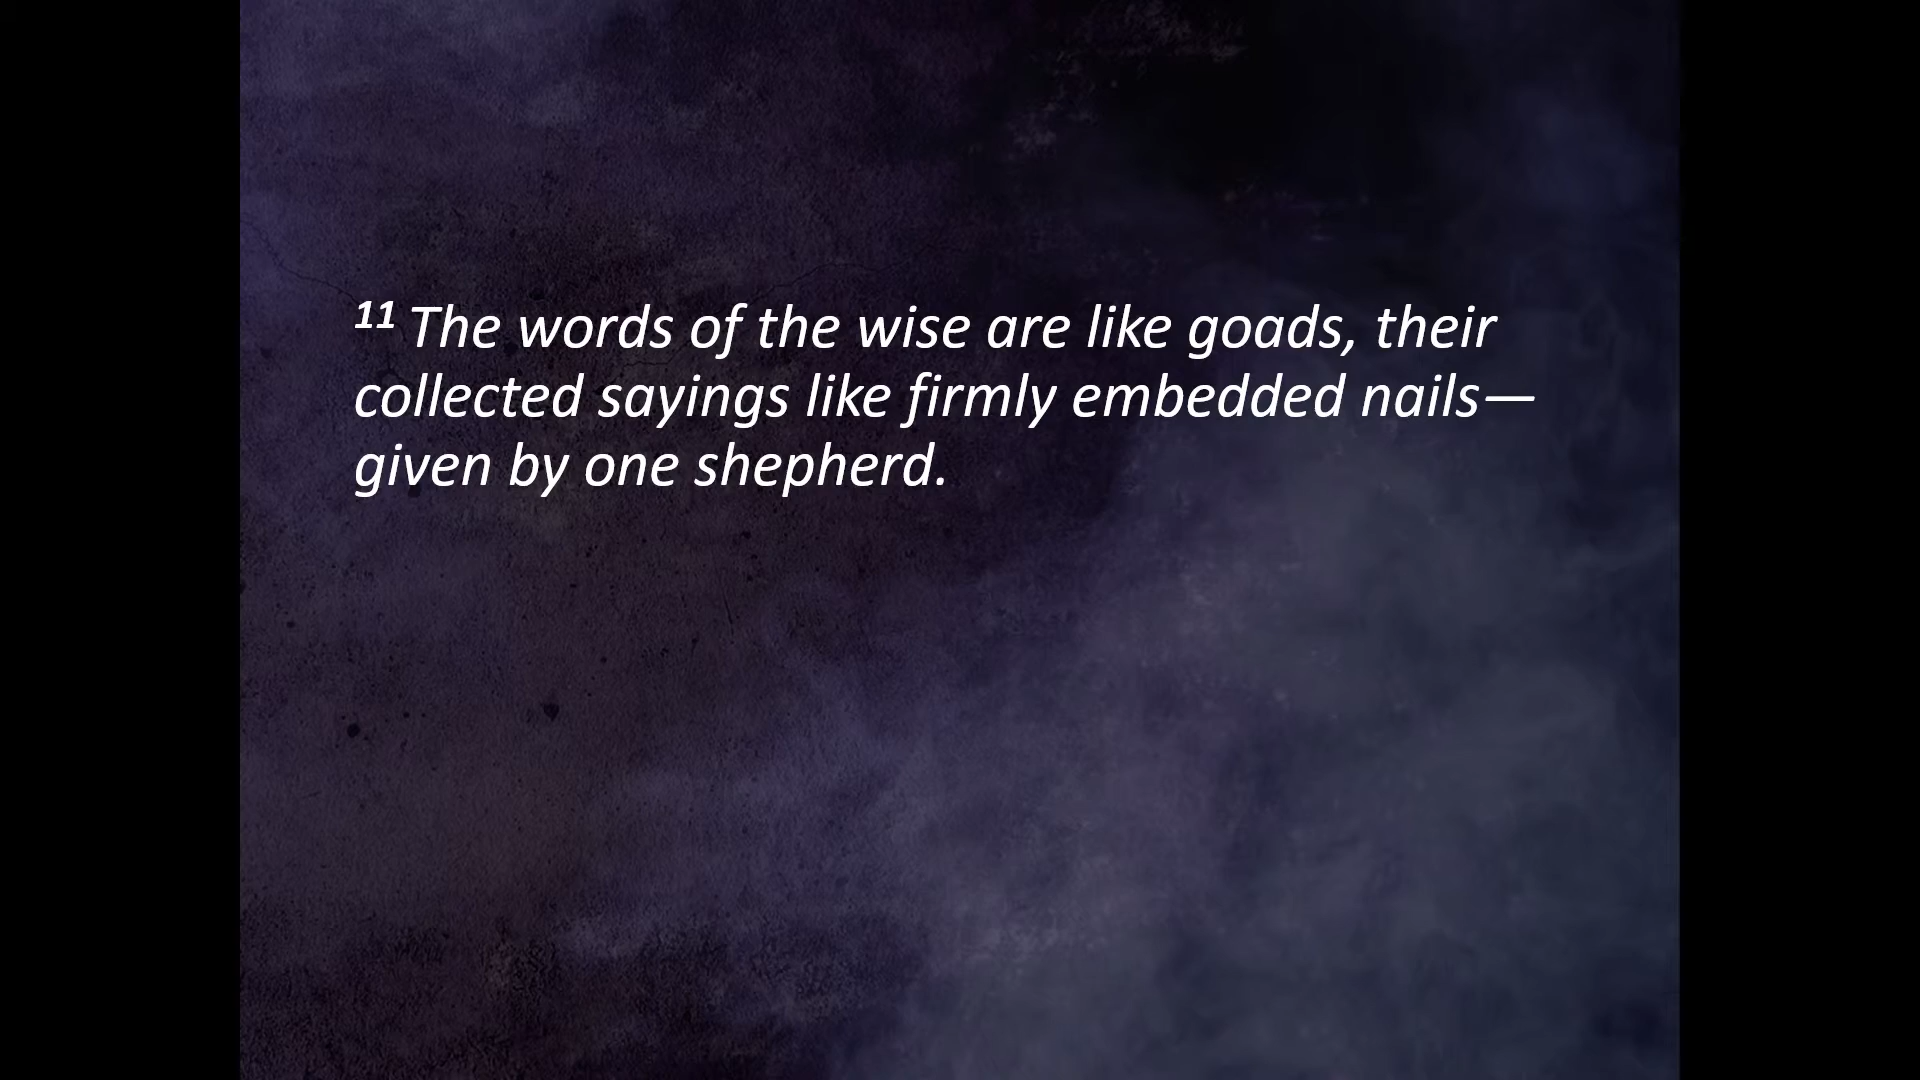 11 The words of the wise are like goads, their
collected sayings like firmly embedded nails—
given by one shepherd.